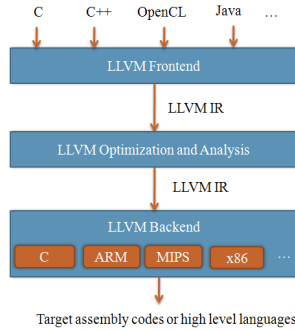 C C++ OpenCL Java ...
LLVM Frontend
LLVM IR
LLVM Optimization and Analysis
LLVM IR
LLVM Backend
C ARM MIPS x86 ...
Target assembly codes or high level languages